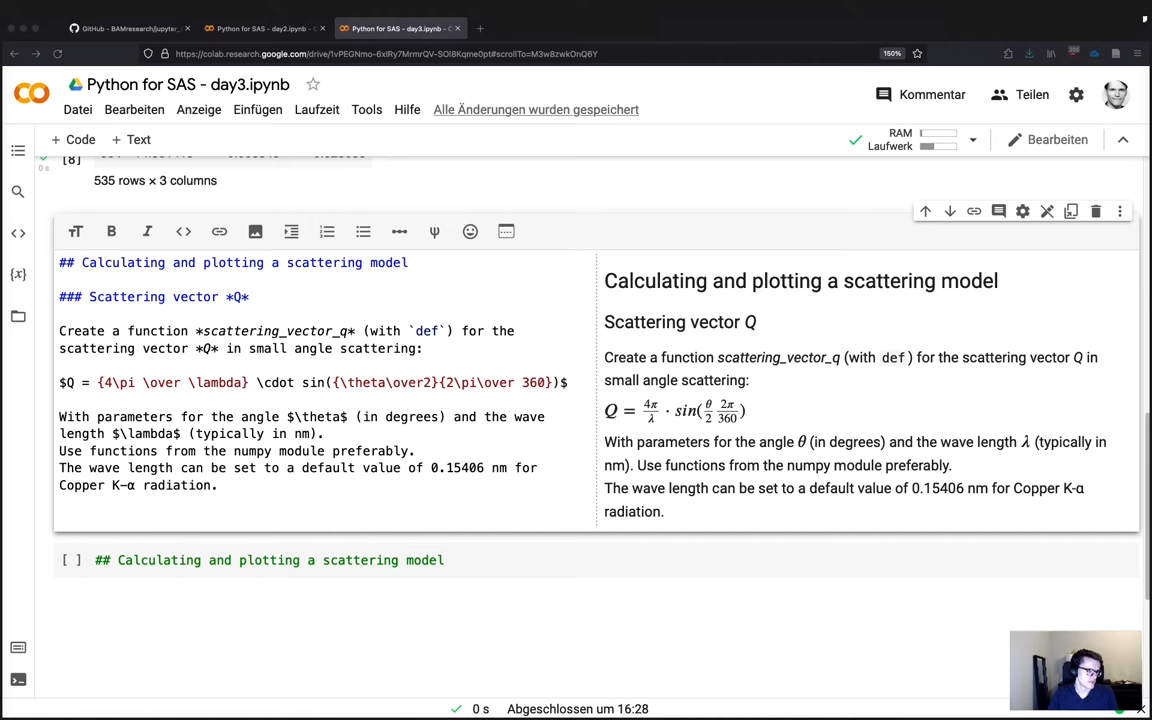 GitHub - BAMresearch/jupyter_
Python for SAS - day2.ipynb - C
Python for SAS - day3.ipynb - C
https://colab.research.google.com/drive/1vPEGNmo-6xIRy7MrmrQV-SOl8Kqme0pt#scrollTo=M3w8zwkOnQ6Y
150%
Python for SAS - day3.ipynb
Datei Bearbeiten Anzeige Einfügen Laufzeit Tools Hilfe Alle Änderungen wurden gespeichert
Kommentar Teilen
+ Code + Text
RAM
Laufwerk
Bearbeiten
[8]
0 s
535 rows × 3 columns
## Calculating and plotting a scattering model
### Scattering vector *Q*
Create a function *scattering_vector_q* (with `def`) for the
scattering vector *Q* in small angle scattering:
$Q = {4\pi \over \lambda} \cdot sin({\theta\over2}{2\pi\over 360})$
With parameters for the angle $\theta$ (in degrees) and the wave
length $\lambda$ (typically in nm).
Use functions from the numpy module preferably.
The wave length can be set to a default value of 0.15406 nm for
Copper K-α radiation.
Calculating and plotting a scattering model
Scattering vector Q
Create a function scattering_vector_q (with def) for the scattering vector Q in
small angle scattering:
Q = 4π/λ · sin(θ/2 2π/360)
With parameters for the angle θ (in degrees) and the wave length λ (typically in
nm). Use functions from the numpy module preferably.
The wave length can be set to a default value of 0.15406 nm for Copper K-α
radiation.
[ ] ## Calculating and plotting a scattering model
0 s Abgeschlossen um 16:28